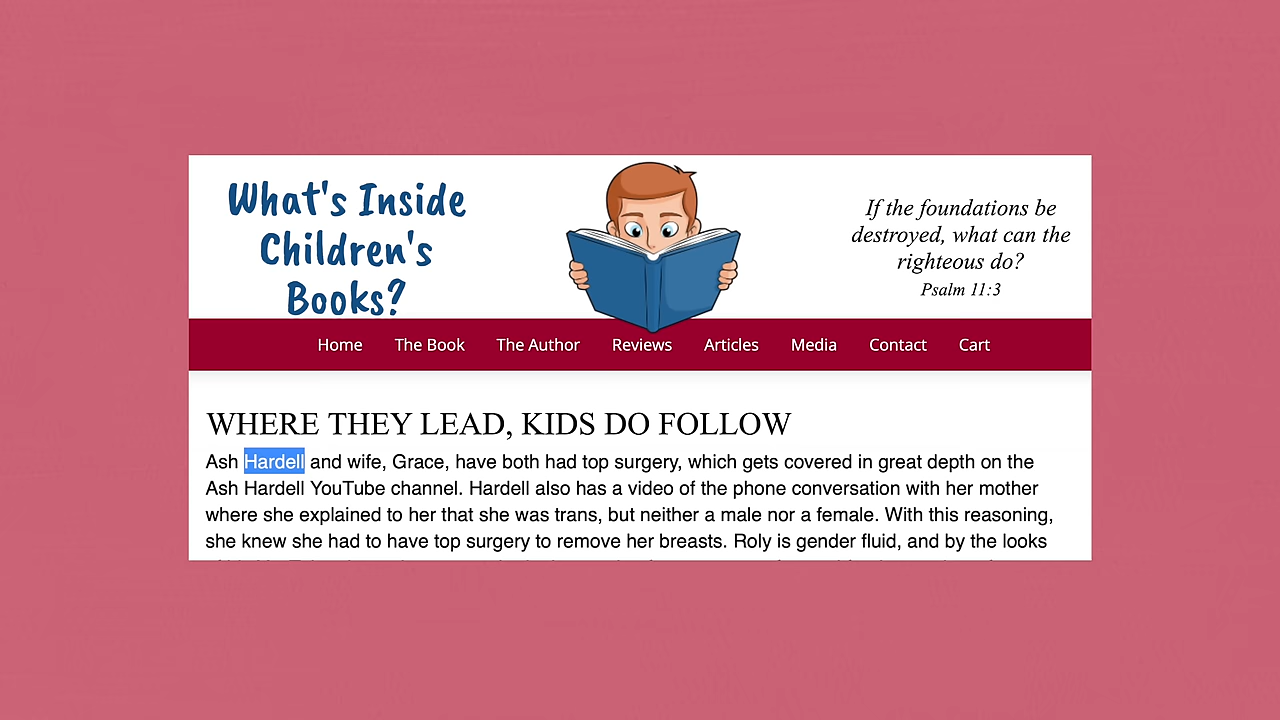 What's Inside
Children's
Books?
If the foundations be
destroyed, what can the
righteous do?
Psalm 11:3
Home The Book The Author Reviews Articles Media Contact Cart
WHERE THEY LEAD, KIDS DO FOLLOW
Ash Hardell and wife, Grace, have both had top surgery, which gets covered in great depth on the
Ash Hardell YouTube channel. Hardell also has a video of the phone conversation with her mother
where she explained to her that she was trans, but neither a male nor a female. With this reasoning,
she knew she had to have top surgery to remove her breasts. Roly is gender fluid, and by the looks